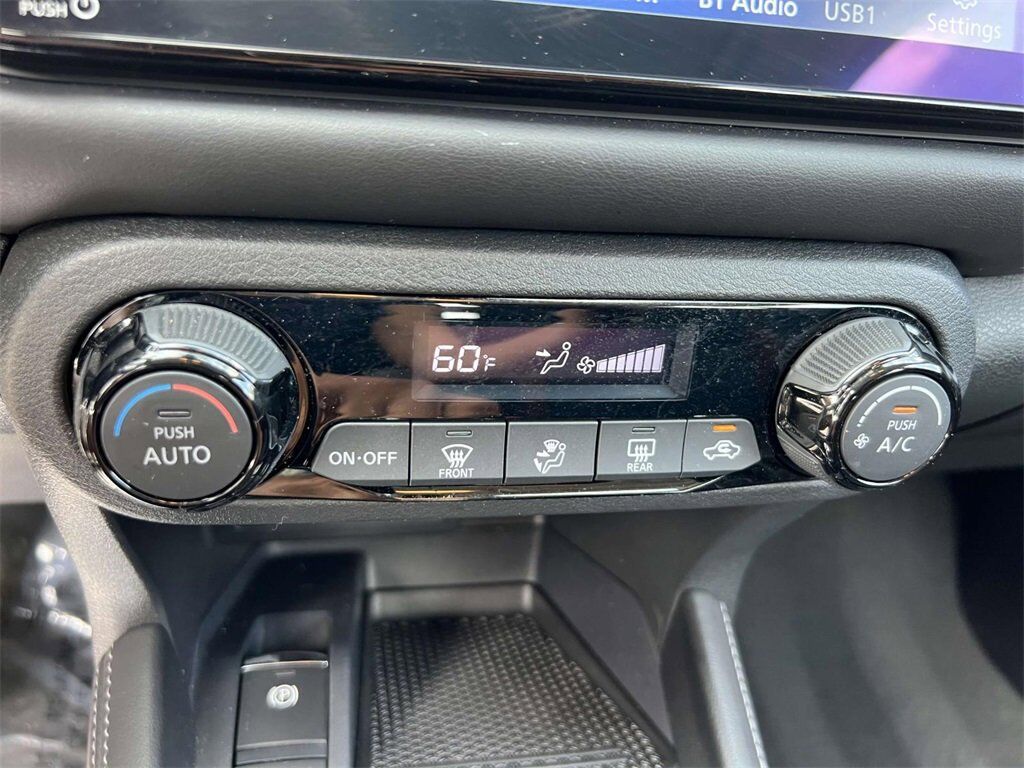 PUSH
BT Audio
USB1
Settings
60°F
PUSH
AUTO
ON·OFF
FRONT
REAR
PUSH
A/C
P